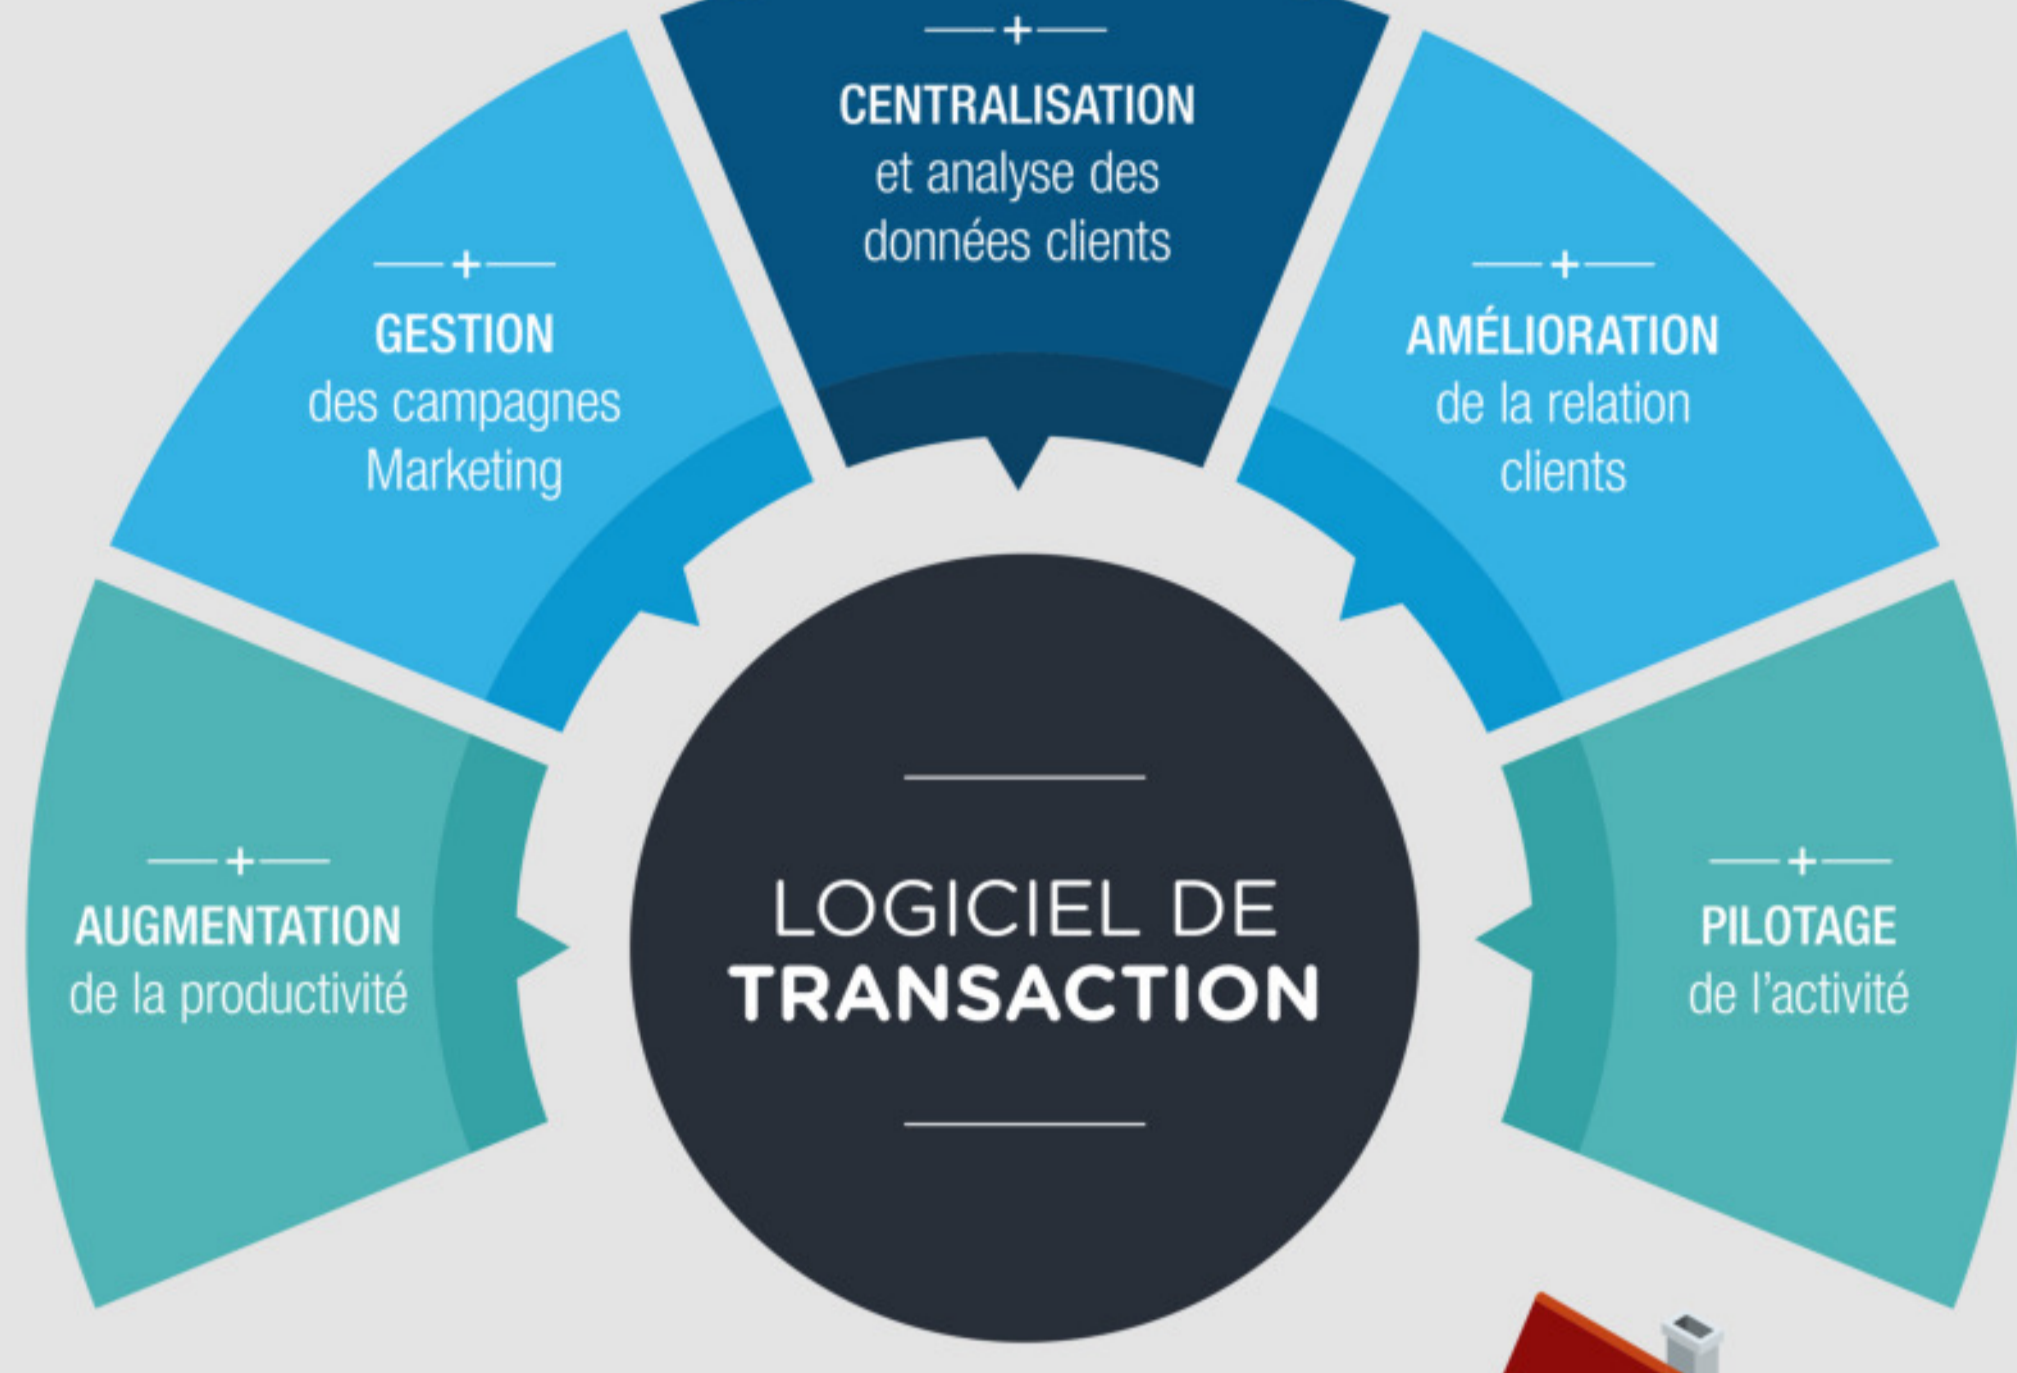 CENTRALISATION
et analyse des
données clients
GESTION
des campagnes
Marketing
AMÉLIORATION
de la relation
clients
AUGMENTATION
de la productivité
LOGICIEL DE
TRANSACTION
PILOTAGE
de l'activité